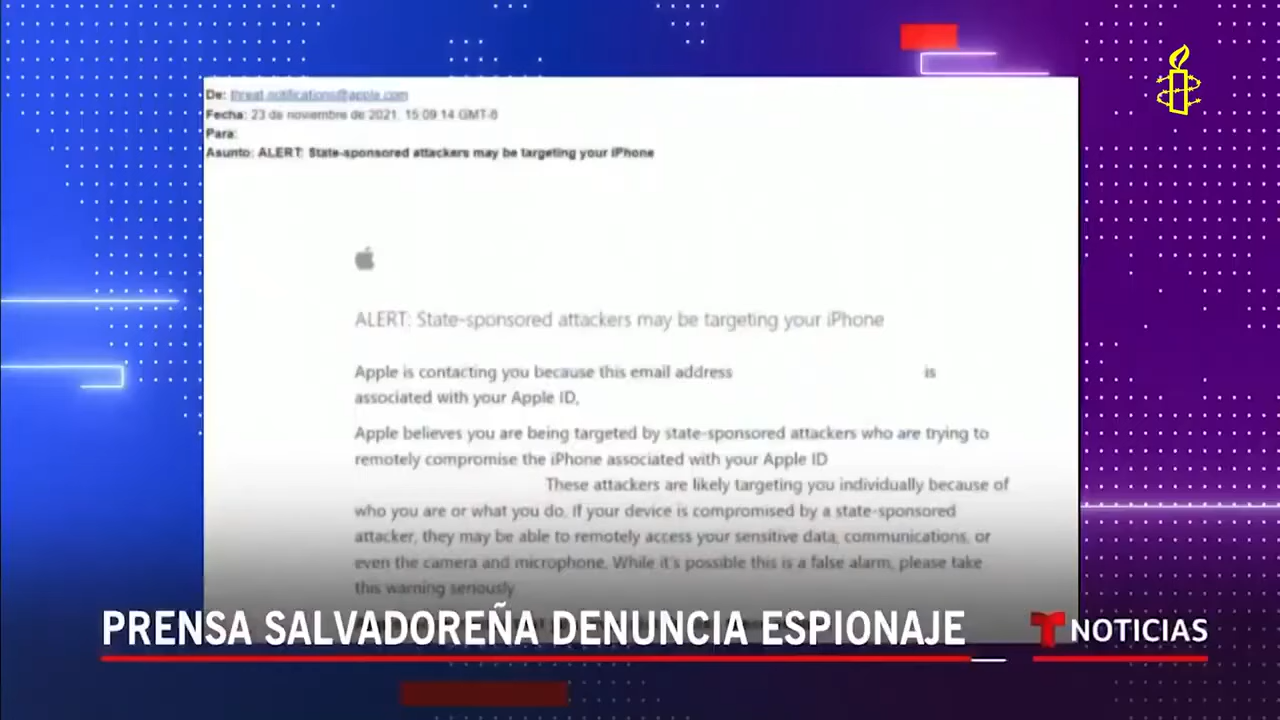 De: threat-notifications@apple.com
Fecha: 23 de noviembre de 2021, 15:09:14 GMT-6
Para:
Asunto: ALERT: State-sponsored attackers may be targeting your iPhone
ALERT: State-sponsored attackers may be targeting your iPhone
Apple is contacting you because this email address is
associated with your Apple ID,
Apple believes you are being targeted by state-sponsored attackers who are trying to
remotely compromise the iPhone associated with your Apple ID
These attackers are likely targeting you individually because of
who you are or what you do. If your device is compromised by a state-sponsored
attacker, they may be able to remotely access your sensitive data, communications, or
even the camera and microphone. While it's possible this is a false alarm, please take
this warning seriously
PRENSA SALVADOREÑA DENUNCIA ESPIONAJE
NOTICIAS